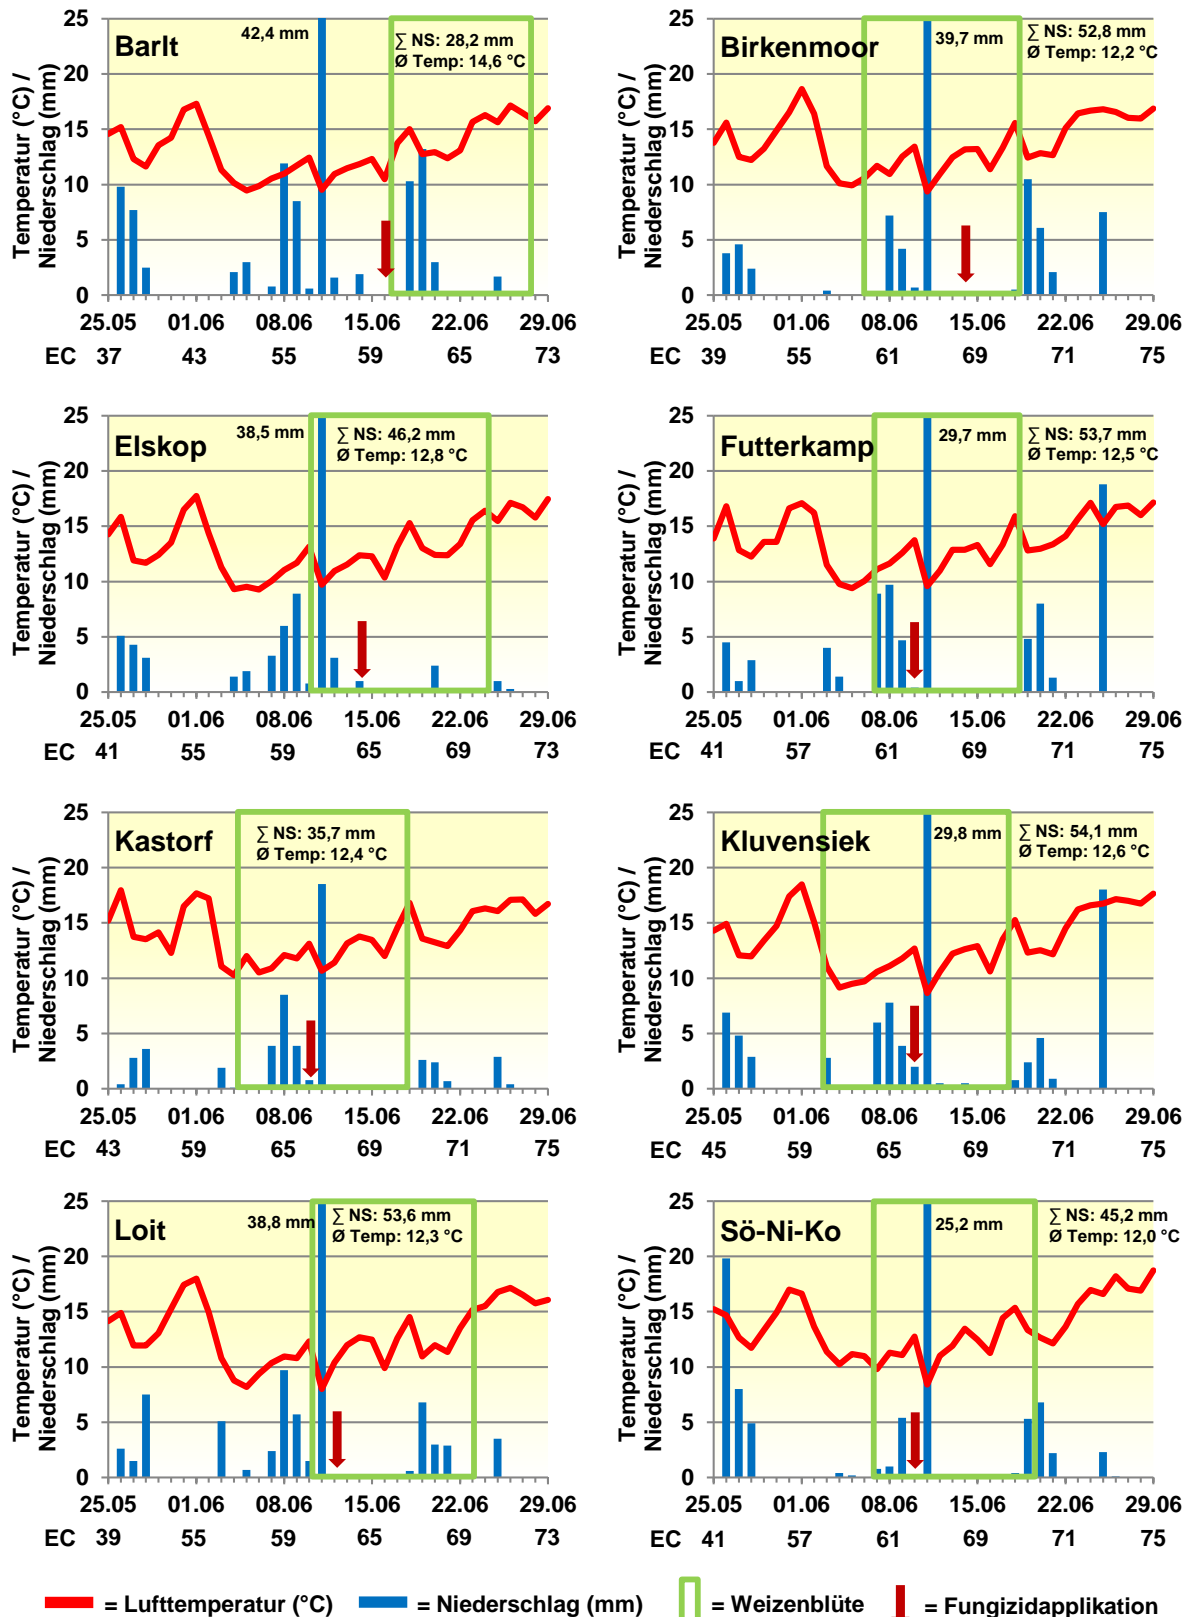 Temperatur (°C) /
Niederschlag (mm)
25
20
15
10
5
0
Barlt
42,4 mm
∑ NS: 28,2 mm
Ø Temp: 14,6 °C
25.05 01.06 08.06 15.06 22.06 29.06
EC 37 43 55 59 65 73
Temperatur (°C) /
Niederschlag (mm)
25
20
15
10
5
0
Birkenmoor
39,7 mm
∑ NS: 52,8 mm
Ø Temp: 12,2 °C
25.05 01.06 08.06 15.06 22.06 29.06
EC 39 55 61 69 71 75
Temperatur (°C) /
Niederschlag (mm)
25
20
15
10
5
0
Elskop
38,5 mm
∑ NS: 46,2 mm
Ø Temp: 12,8 °C
25.05 01.06 08.06 15.06 22.06 29.06
EC 41 55 59 65 69 73
Temperatur (°C) /
Niederschlag (mm)
25
20
15
10
5
0
Futterkamp
29,7 mm
∑ NS: 53,7 mm
Ø Temp: 12,5 °C
25.05 01.06 08.06 15.06 22.06 29.06
EC 41 57 61 69 71 75
Temperatur (°C) /
Niederschlag (mm)
25
20
15
10
5
0
Kastorf
∑ NS: 35,7 mm
Ø Temp: 12,4 °C
25.05 01.06 08.06 15.06 22.06 29.06
EC 43 59 65 69 71 75
Temperatur (°C) /
Niederschlag (mm)
25
20
15
10
5
0
Kluvensiek
29,8 mm
∑ NS: 54,1 mm
Ø Temp: 12,6 °C
25.05 01.06 08.06 15.06 22.06 29.06
EC 45 59 61 69 71 75
Temperatur (°C) /
Niederschlag (mm)
25
20
15
10
5
0
Loit
38,8 mm
∑ NS: 53,6 mm
Ø Temp: 12,3 °C
25.05 01.06 08.06 15.06 22.06 29.06
EC 39 55 59 65 69 73
Temperatur (°C) /
Niederschlag (mm)
25
20
15
10
5
0
Sö-Ni-Ko
25,2 mm
∑ NS: 45,2 mm
Ø Temp: 12,0 °C
25.05 01.06 08.06 15.06 22.06 29.06
EC 41 57 61 69 71 75
= Lufttemperatur (°C) = Niederschlag (mm) = Weizenblüte = Fungizidapplikation